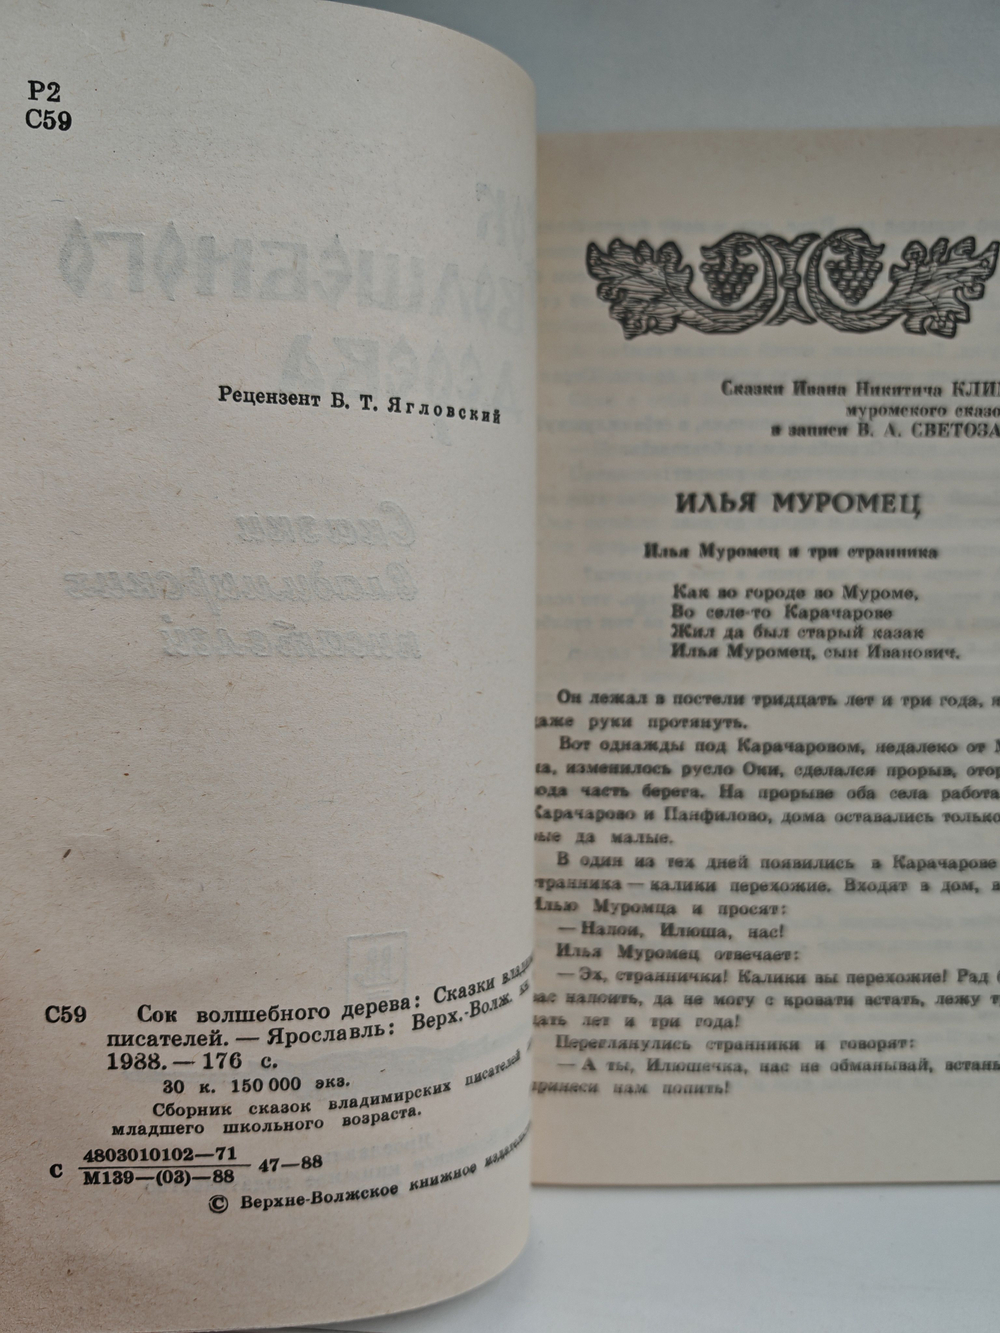 Р2
С59
Рецензент Б. Т. Ягловский
С59 Сок волшебного дерева: Сказки
писателей. — Ярославль: Верх.-Волж. кн
1988. — 176 с.
30 к. 150 000 экз.
Сборник сказок владимирских писателей
младшего школьного возраста.
С 4803010102—71
М139—(03)—88 47—88
© Верхне-Волжское книжное
Сказки Ивана Никитича
муромского
в записи В. А.
ИЛЬЯ МУРОМЕЦ
Илья Муромец и три странника
Как во городе во Муроме,
Во селе-то Карачарове
Жил да был старый казак
Илья Муромец, сын Иванович.
Он лежал в постели тридцать лет и три года,
руки протянуть.
Вот однажды под Карачаровом, недалеко от
изменилось русло Оки, сделался прорыв,
часть берега. На прорыве оба села
Карачарово и Панфилово, дома оставались только
да малые.
В один из тех дней появились в Карачарове
странника — калики перехожие. Входят в дом,
Илью Муромца и просят:
— Напои, Илюша, нас!
Илья Муромец отвечает:
— Эх, страннички! Калики вы перехожие! Рад
вас напоить, да не могу с кровати встать, лежу
лет и три года!
Переглянулись странники и говорят:
— А ты, Илюшечка, нас не обманывай,
принеси нам попить!